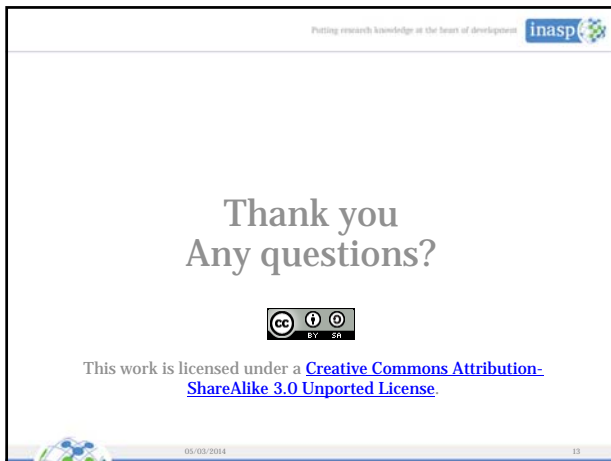 Putting research knowledge at the heart of development
inasp
Thank you
Any questions?
cc
BY SA
This work is licensed under a Creative Commons Attribution-
ShareAlike 3.0 Unported License.
05/03/2014 13